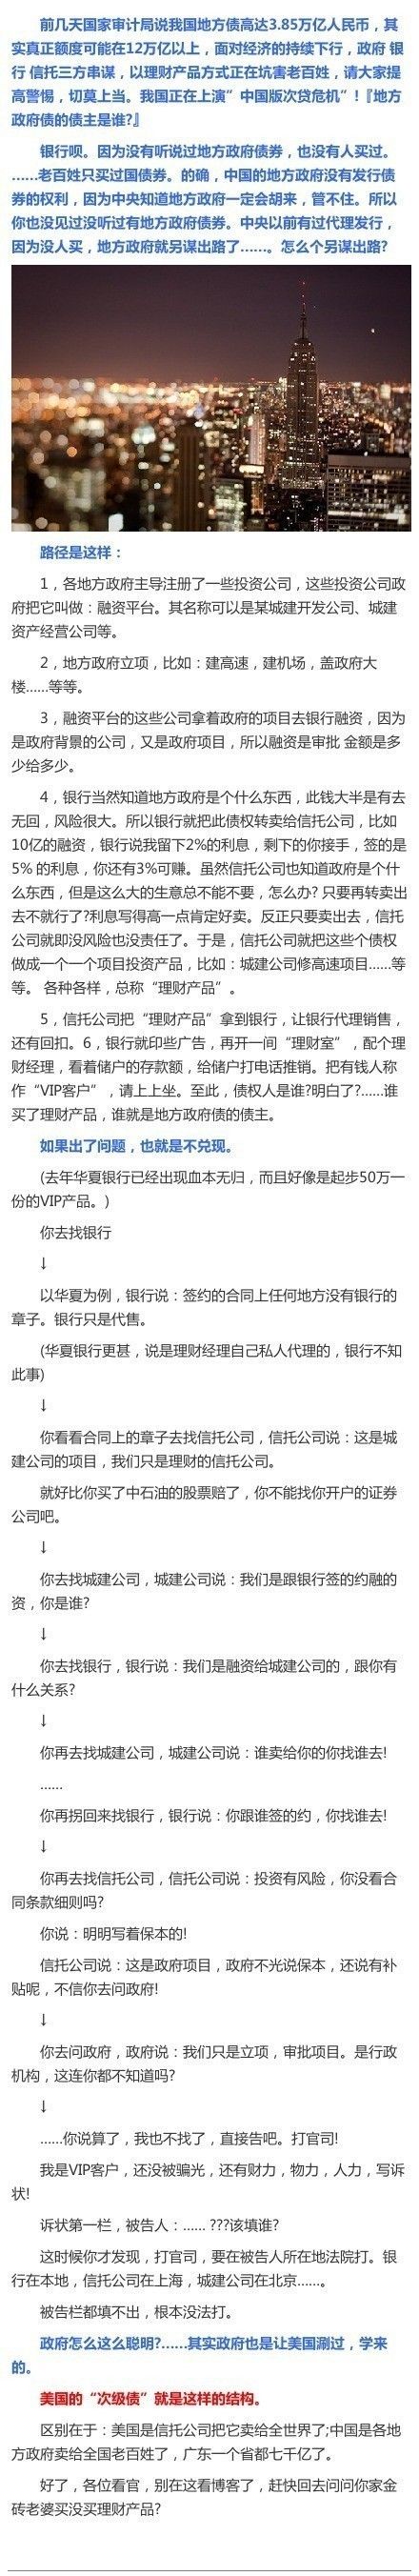 前几天国家审计局说我国地方债高达3.85万亿人民币，其
实真正额度可能在12万亿以上，面对经济的持续下行，政府 银
行 信托三方串谋，以理财产品方式正在坑害老百姓，请大家提
高警惕，切莫上当。我国正在上演”中国版次贷危机”！『地方
政府债的债主是谁?』
银行呗。因为没有听说过地方政府债券，也没有人买过。
……老百姓只买过国债券。的确，中国的地方政府没有发行债
券的权利，因为中央知道地方政府一定会胡来，管不住。所以
你也没见过没听过有地方政府债券。中央以前有过代理发行，
因为没人买，地方政府就另谋出路了……。怎么个另谋出路?
路径是这样：
1，各地方政府主导注册了一些投资公司，这些投资公司政
府把它叫做：融资平台。其名称可以是某城建开发公司、城建
资产经营公司等。
2，地方政府立项，比如：建高速，建机场，盖政府大
楼……等等。
3，融资平台的这些公司拿着政府的项目去银行融资，因为
是政府背景的公司，又是政府项目，所以融资是审批 金额是多
少给多少。
4，银行当然知道地方政府是个什么东西，此钱大半是有去
无回，风险很大。所以银行就把此债权转卖给信托公司，比如
10亿的融资，银行说我留下2%的利息，剩下的你接手，签的是
5% 的利息，你还有3%可赚。虽然信托公司也知道政府是个什
么东西，但是这么大的生意总不能不要，怎么办? 只要再转卖出
去不就行了?利息写得高一点肯定好卖。反正只要卖出去，信托
公司就即没风险也没责任了。于是，信托公司就把这些个债权
做成一个一个项目投资产品，比如：城建公司修高速项目……等
等。 各种各样，总称“理财产品”。
5，信托公司把“理财产品”拿到银行，让银行代理销售，
还有回扣。6，银行就印些广告，再开一间“理财室”，配个理
财经理，看着储户的存款额，给储户打电话推销。把有钱人称
作“VIP客户”，请上上坐。至此，债权人是谁?明白了?……谁
买了理财产品，谁就是地方政府债的债主。
如果出了问题，也就是不兑现。
(去年华夏银行已经出现血本无归，而且好像是起步50万一
份的VIP产品。)
你去找银行
↓
以华夏为例，银行说：签约的合同上任何地方没有银行的
章子。银行只是代售。
(华夏银行更甚，说是理财经理自己私人代理的，银行不知
此事)
↓
你看看合同上的章子去找信托公司，信托公司说：这是城
建公司的项目，我们只是理财的信托公司。
就好比你买了中石油的股票赔了，你不能找你开户的证券
公司吧。
↓
你去找城建公司，城建公司说：我们是跟银行签的约融的
资，你是谁?
↓
你去找银行，银行说：我们是融资给城建公司的，跟你有
什么关系?
↓
你再去找城建公司，城建公司说：谁卖给你的你找谁去!
……
你再拐回来找银行，银行说：你跟谁签的约，你找谁去!
↓
你再去找信托公司，信托公司说：投资有风险，你没看合
同条款细则吗?
你说：明明写着保本的!
信托公司说：这是政府项目，政府不光说保本，还说有补
贴呢，不信你去问政府!
↓
你去问政府，政府说：我们只是立项，审批项目。是行政
机构，这连你都不知道吗?
↓
……你说算了，我也不找了，直接告吧。打官司!
我是VIP客户，还没被骗光，还有财力，物力，人力，写诉
状!
诉状第一栏，被告人：…… ???该填谁?
这时候你才发现，打官司，要在被告人所在地法院打。银
行在本地，信托公司在上海，城建公司在北京……。
被告栏都填不出，根本没法打。
政府怎么这么聪明?……其实政府也是让美国涮过，学来
的。
美国的“次级债”就是这样的结构。
区别在于：美国是信托公司把它卖给全世界了;中国是各地
方政府卖给全国老百姓了，广东一个省都七千亿了。
好了，各位看官，别在这看博客了，赶快回去问问你家金
砖老婆买没买理财产品?